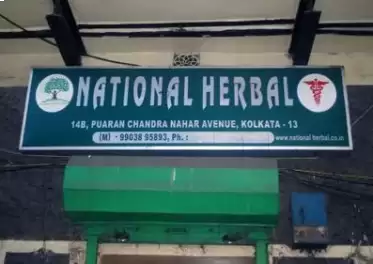 NATIONAL HERBAL
14B, PUARAN CHANDRA NAHAR AVENUE, KOLKATA - 13
(M) - 99038 95893, Ph. :
www.national herbal.co.in